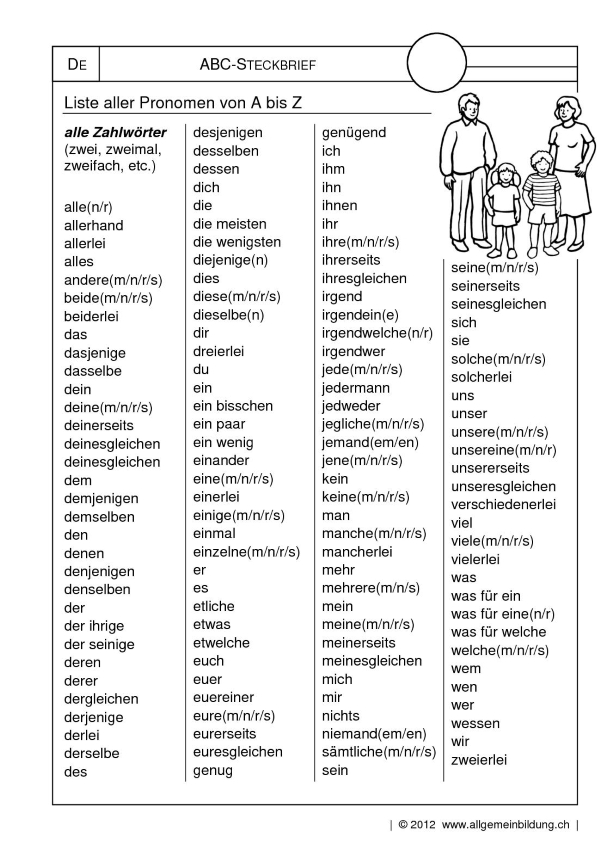 DE
ABC-STECKBRIEF
Liste aller Pronomen von A bis Z
alle Zahlwörter
(zwei, zweimal,
zweifach, etc.)
alle(n/r)
allerhand
allerlei
alles
andere(m/n/r/s)
beide(m/n/r/s)
beiderlei
das
dasjenige
dasselbe
dein
deine(m/n/r/s)
deinerseits
deinesgleichen
deinesgleichen
dem
demjenigen
demselben
den
denen
denjenigen
denselben
der
der ihrige
der seinige
deren
derer
dergleichen
derjenige
derlei
derselbe
des
desjenigen
desselben
dessen
dich
die
die meisten
die wenigsten
diejenige(n)
dies
diese(m/n/r/s)
dieselbe(n)
dir
dreierlei
du
ein
ein bisschen
ein paar
ein wenig
einander
eine(m/n/r/s)
einerlei
einige(m/n/r/s)
einmal
einzelne(m/n/r/s)
er
es
etliche
etwas
etwelche
euch
euer
euereiner
eure(m/n/r/s)
eurerseits
euresgleichen
genug
genügend
ich
ihm
ihn
ihnen
ihr
ihre(m/n/r/s)
ihrerseits
ihresgleichen
irgend
irgendein(e)
irgendwelche(n/r)
irgendwer
jede(m/n/r/s)
jedermann
jedweder
jegliche(m/n/r/s)
jemand(em/en)
jene(m/n/r/s)
kein
keine(m/n/r/s)
man
manche(m/n/r/s)
mancherlei
mehr
mehrere(m/n/s)
mein
meine(m/n/r/s)
meinerseits
meinesgleichen
mich
mir
nichts
niemand(em/en)
sämtliche(m/n/r/s)
sein
seine(m/n/r/s)
seinerseits
seinesgleichen
sich
sie
solche(m/n/r/s)
solcherlei
uns
unser
unsere(m/n/r/s)
unsereine(m/n/r)
unsererseits
unseresgleichen
verschiedenerlei
viel
viele(m/n/r/s)
vielerlei
was
was für ein
was für eine(n/r)
was für welche
welche(m/n/r/s)
wem
wen
wer
wessen
wir
zweierlei
| © 2012 www.allgemeinbildung.ch |